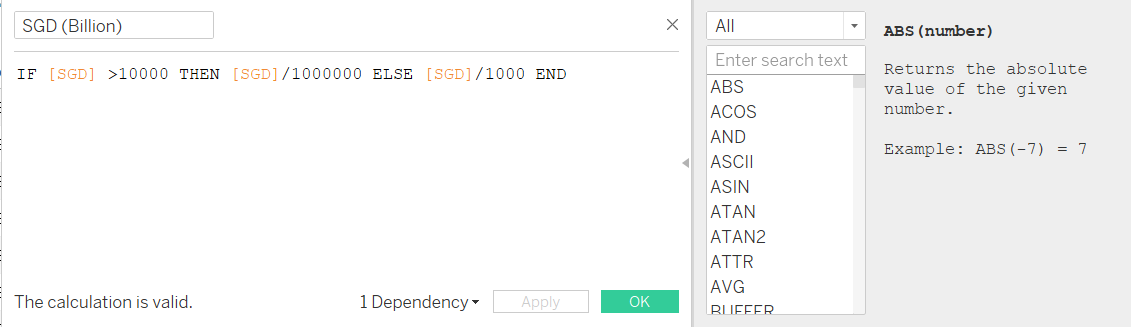 SGD (Billion)
IF [SGD] >10000 THEN [SGD]/1000000 ELSE [SGD]/1000 END
The calculation is valid.
1 Dependency
Apply
OK
All
Enter search text
ABS
ACOS
AND
ASCII
ASIN
ATAN
ATAN2
ATTR
AVG
BUFFER
ABS(number)
Returns the absolute
value of the given
number.
Example: ABS(-7) = 7